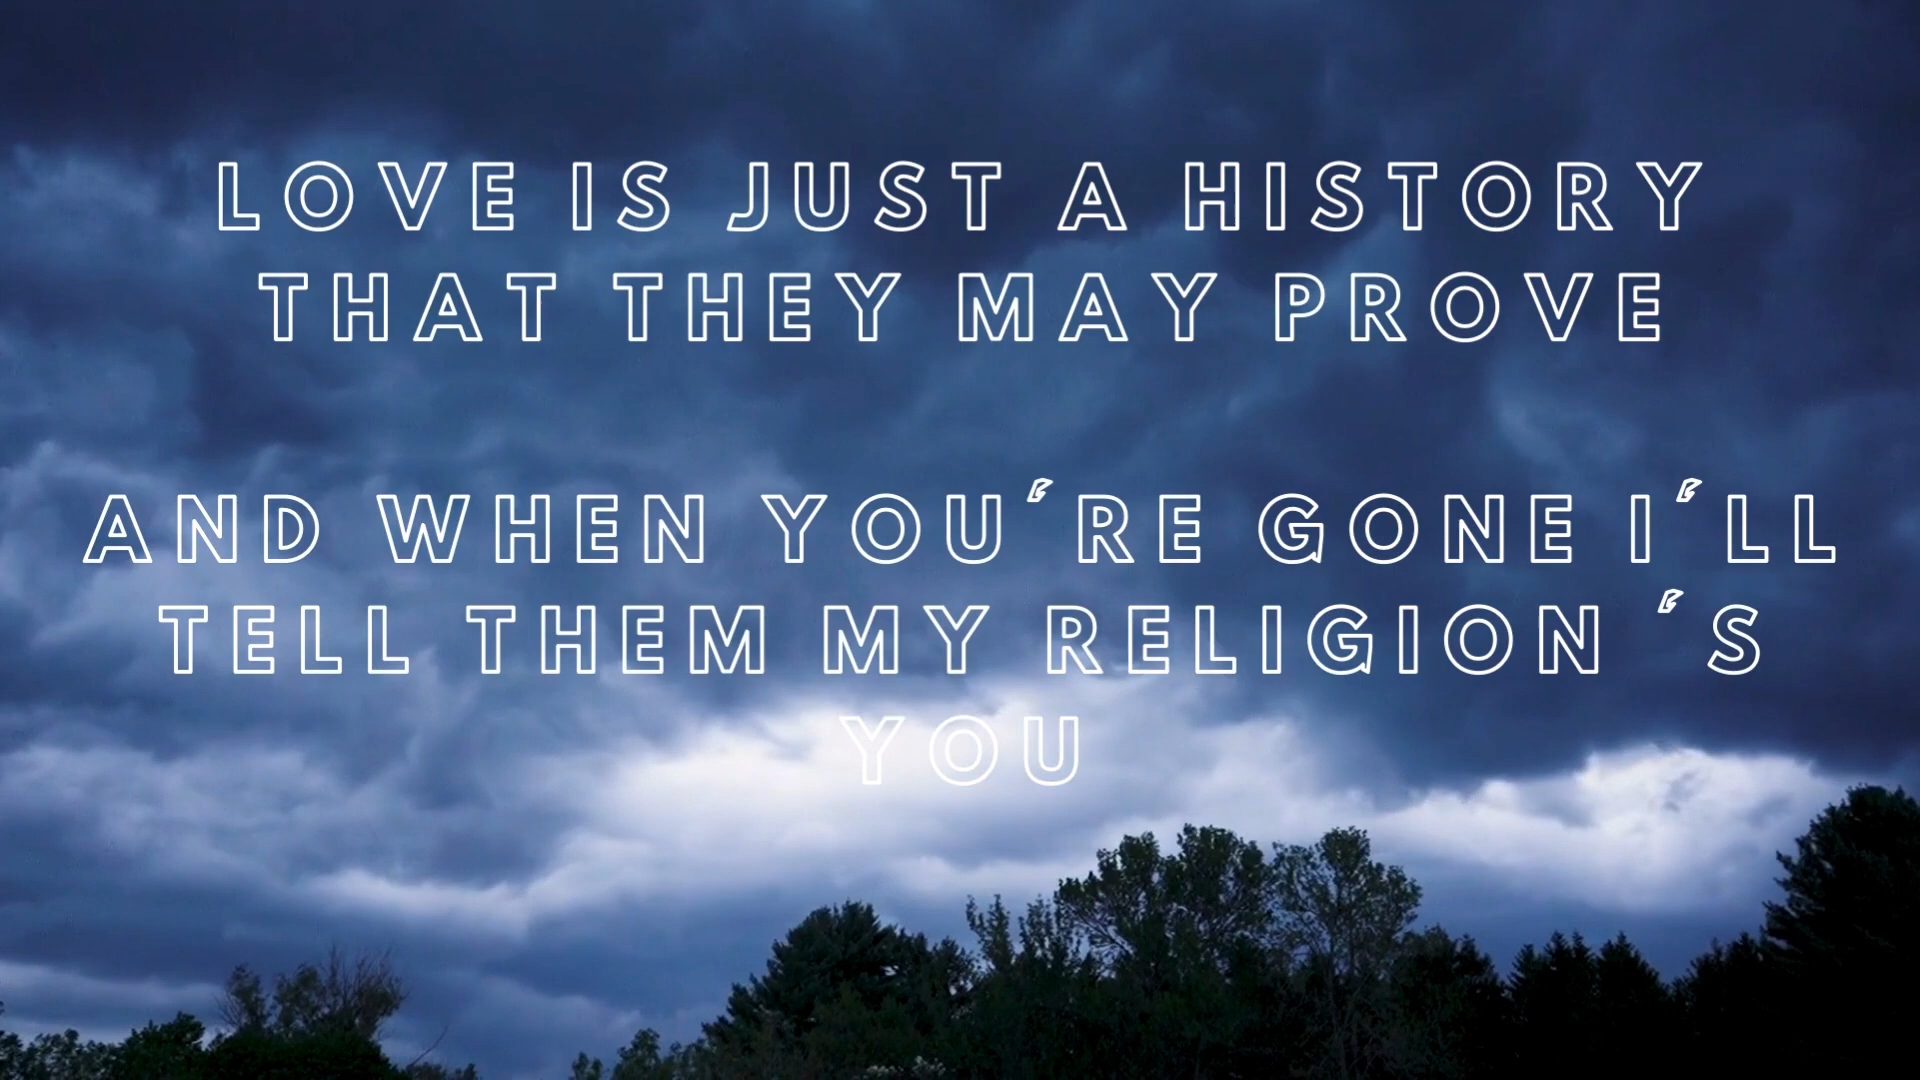 LOVE IS JUST A HISTORY
THAT THEY MAY PROVE
AND WHEN YOU'RE GONE I'LL
TELL THEM MY RELIGION 'S
YOU